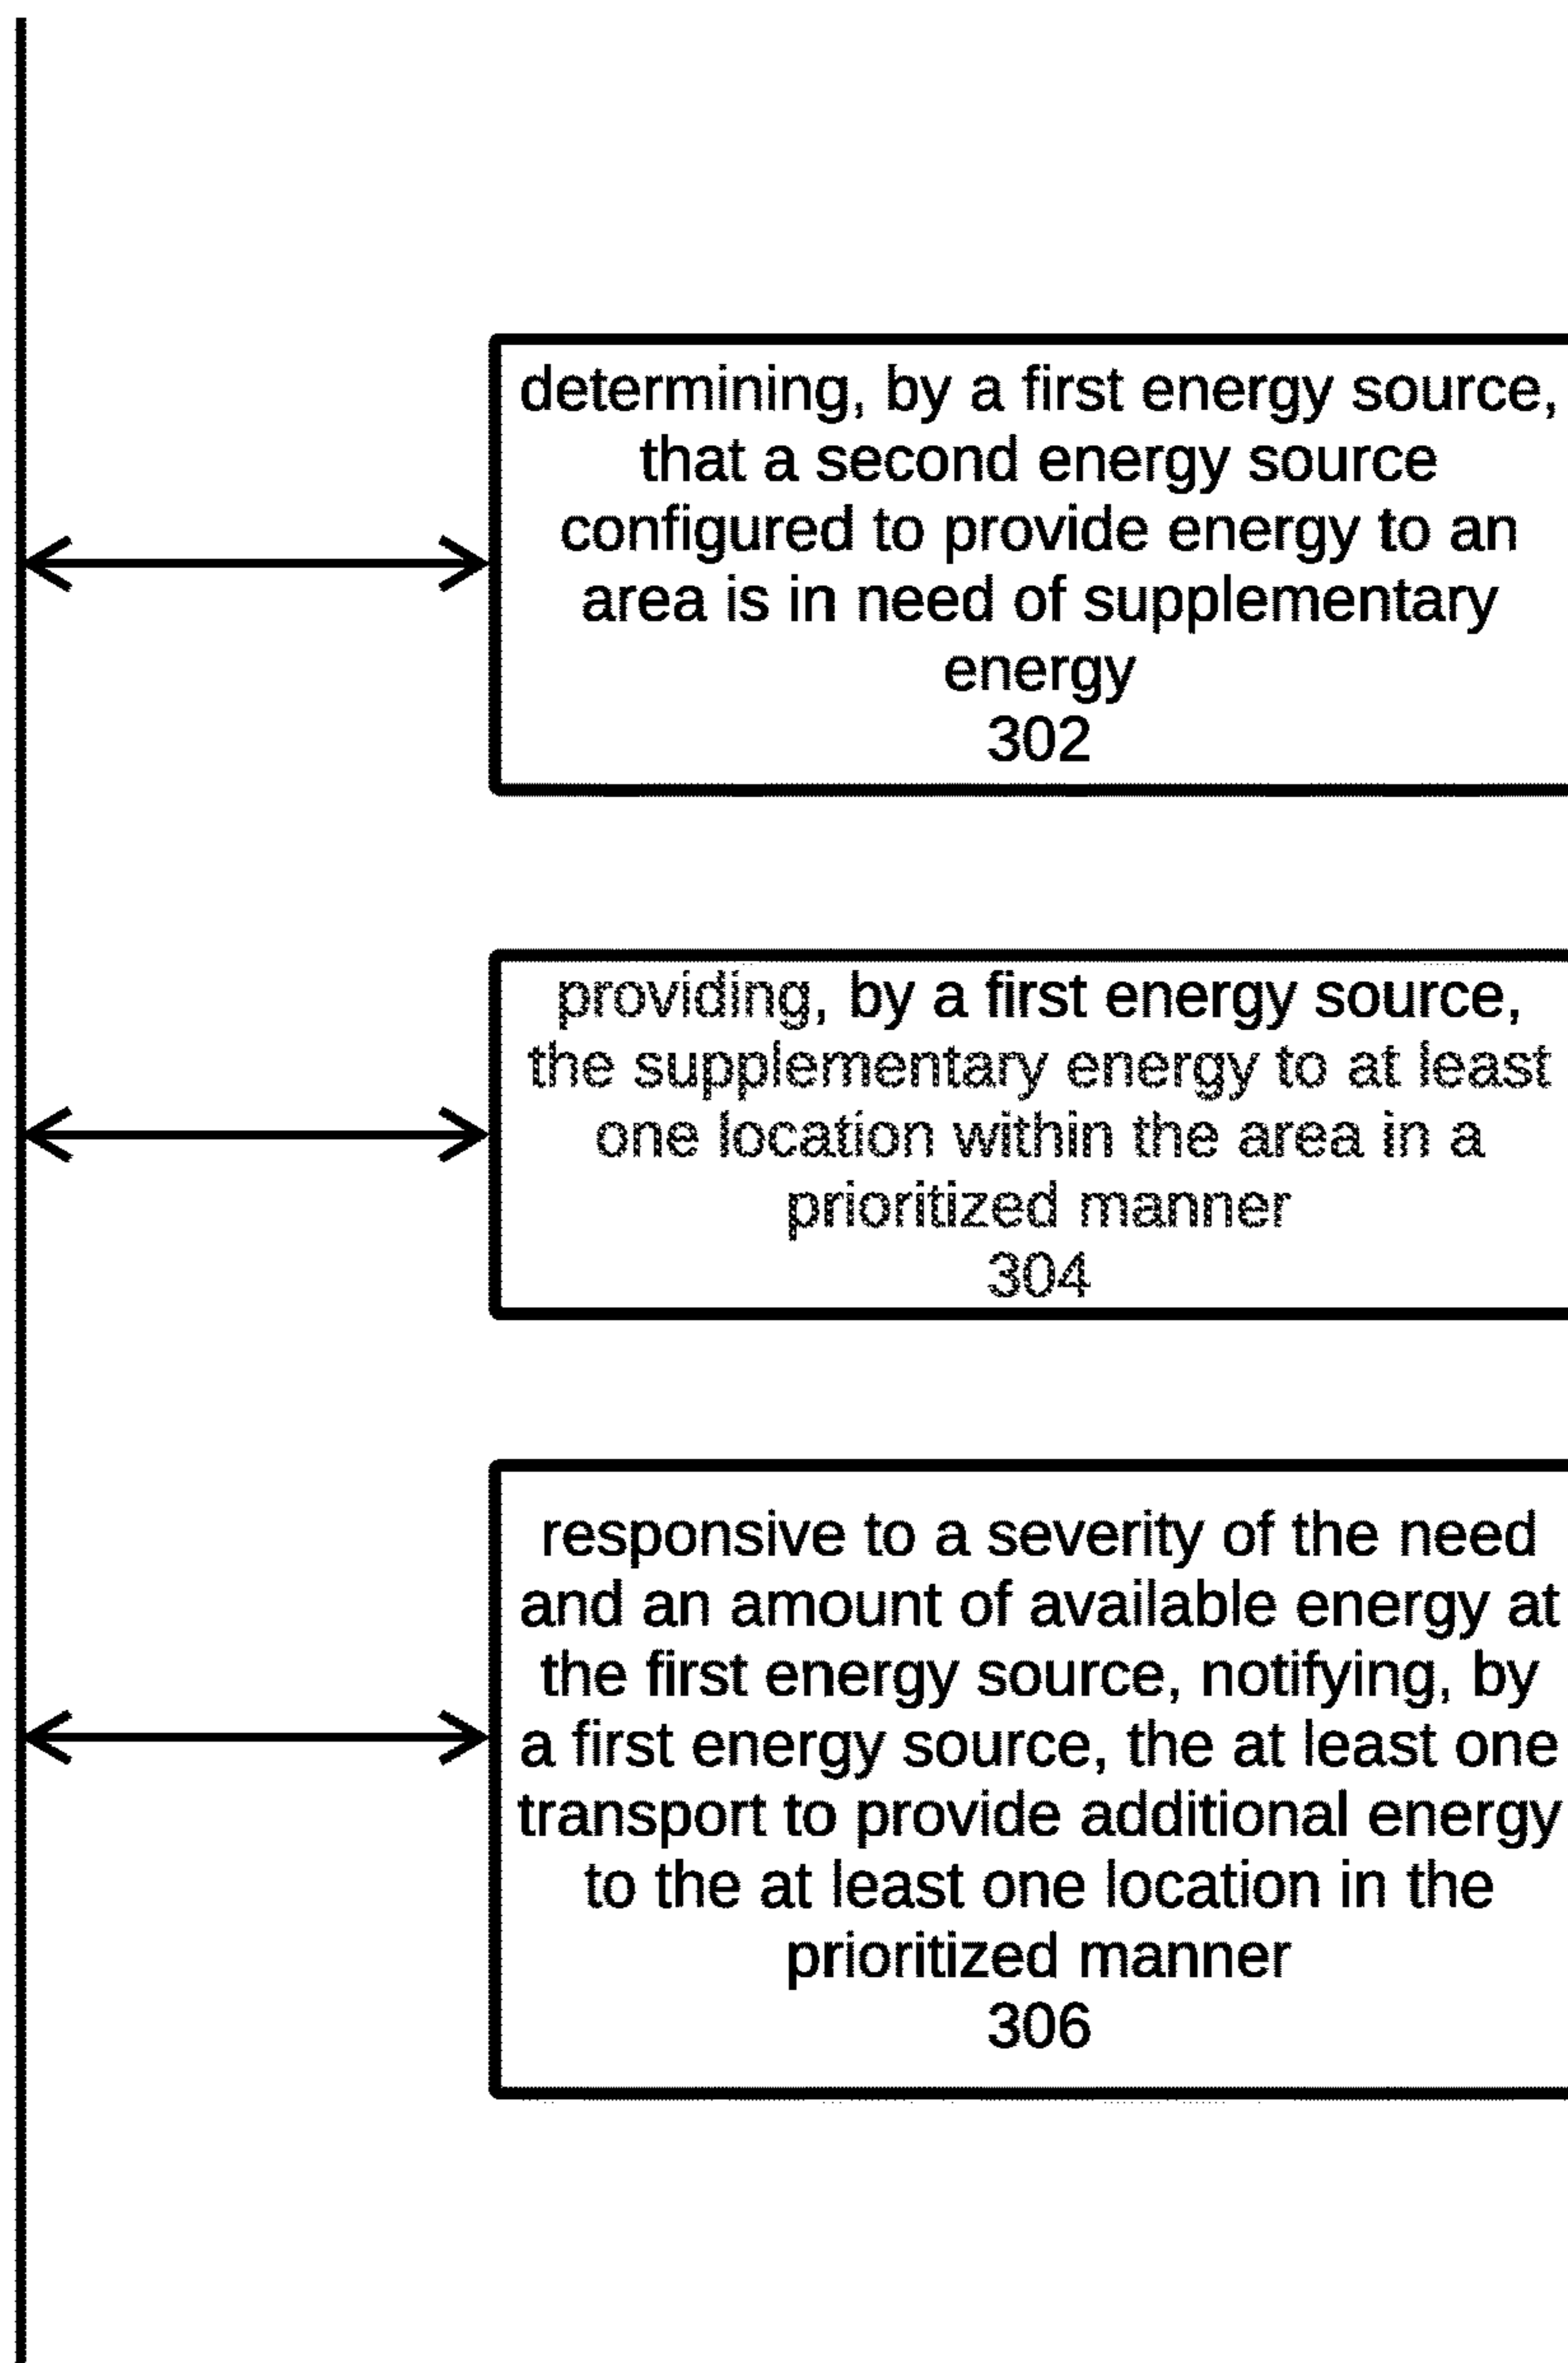 determining, by a first energy source,
that a second energy source
configured to provide energy to an
area is in need of supplementary
energy
302
providing, by a first energy source,
the supplementary energy to at least
one location within the area in a
prioritized manner
304
responsive to a severity of the need
and an amount of available energy at
the first energy source, notifying, by
a first energy source, the at least one
transport to provide additional energy
to the at least one location in the
prioritized manner
306